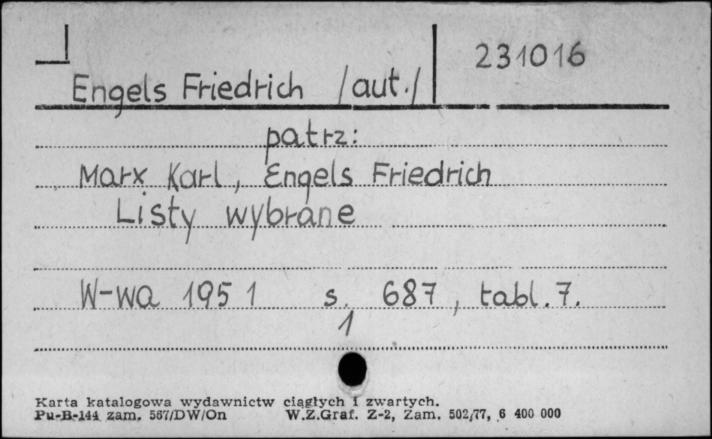 231016
Engels Friedrich /aut./
patrz:
Marx Karl, Engels Friedrich
Listy wybrane
W-wa 1951 s. 687, tabl. 7.
1
Karta katalogowa wydawnictw ciągłych i zwartych.
Pu-B-144 zam. 567/DW/On W.Z.Graf. Z-2, Zam. 502/77, 6 400 000